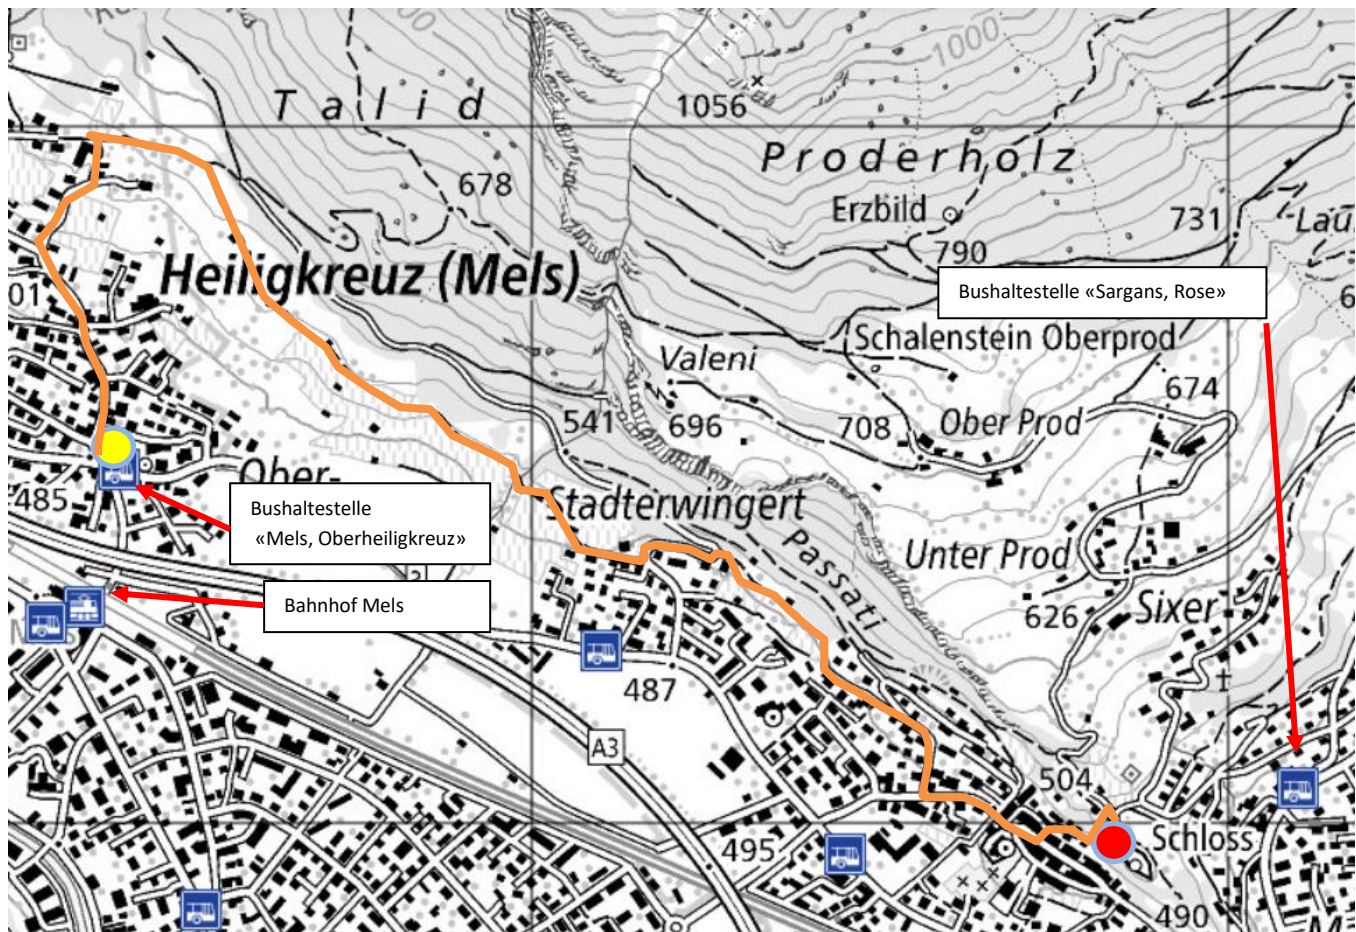 1000
Talid
1056
Proderholz
678
Erzbild
731
Lau
790
Heiligkreuz (Mels)
01
Bushaltestelle «Sargans, Rose»
6
Schalenstein Oberprod
Valeni
674
541
696
708
Ober Prod
Ober-
485
Stadterwingert
Bushaltestelle
«Mels, Oberheiligkreuz»
Passati
Unter Prod
Bahnhof Mels
626
Sixer
487
A3
504
495
Schloss
490